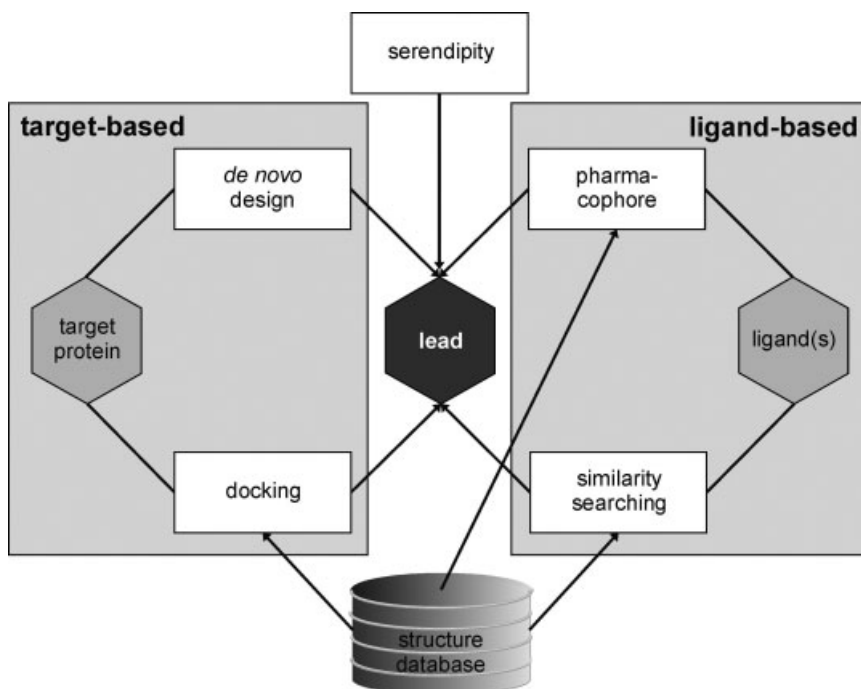 serendipity
target-based
ligand-based
de novo
design
pharma-
cophore
target
protein
lead
ligand(s)
docking
similarity
searching
structure
database